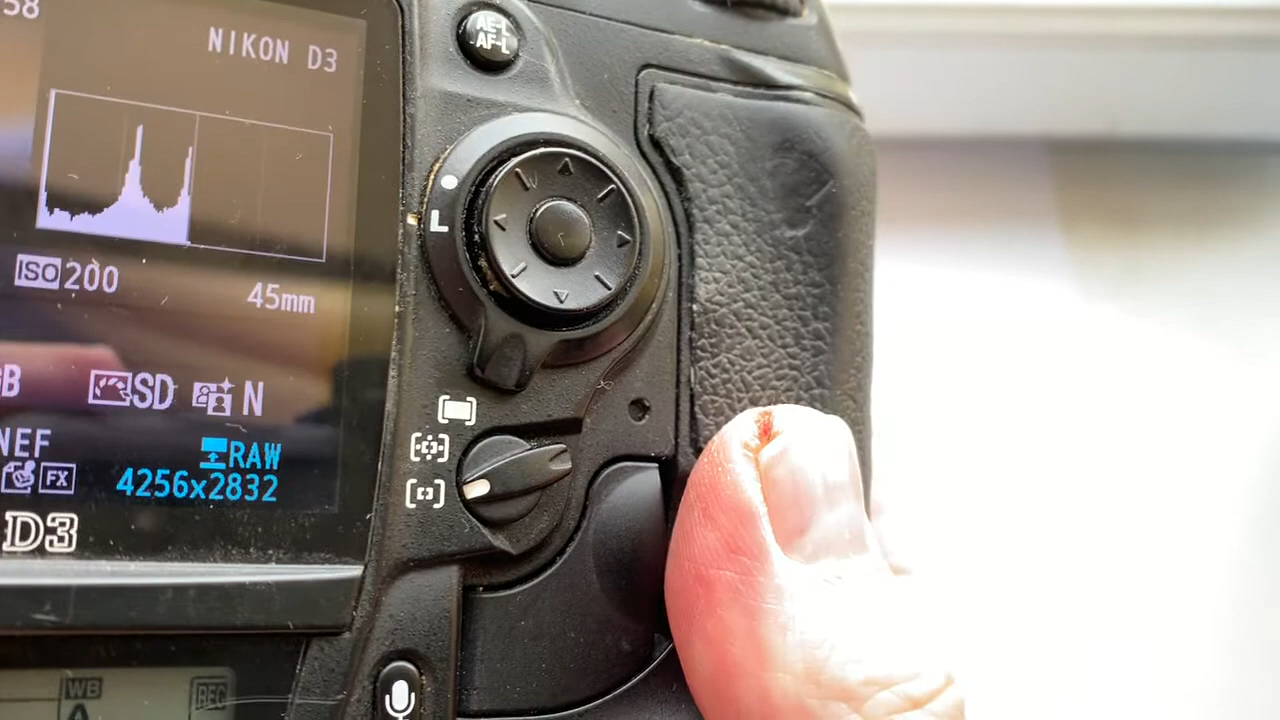 58
NIKON D3
AE-L
AF-L
L
ISO 200
45mm
B
SD
N
NEF
RAW
FX
4256x2832
D3
WB
A
REC